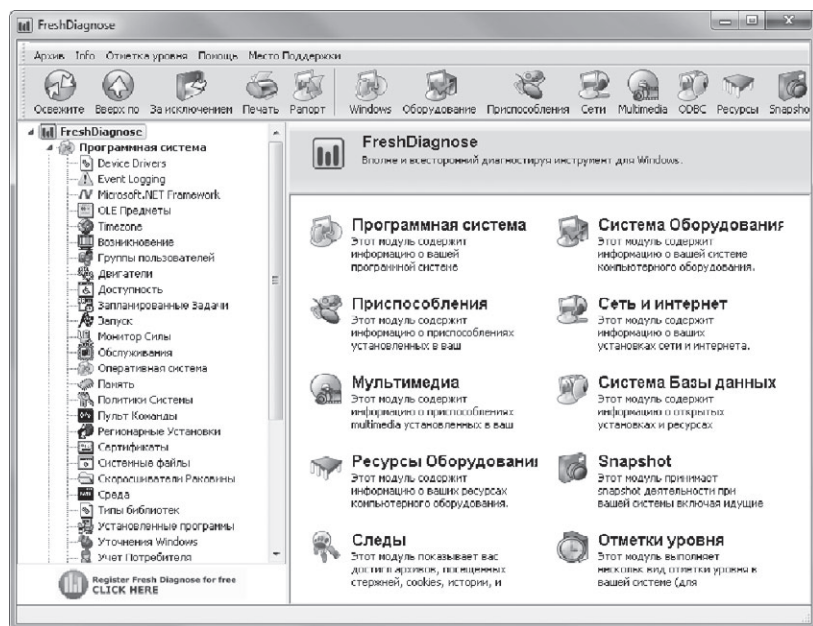 FreshDiagnose
Архив Info Отметка уровня Помощь Место Поддержки
Освежите Вверх по За исключением Печать Рапорт Windows Оборудование Приспособления Сети Multimedia ODBC Ресурсы Snapsho
FreshDiagnose
Программная система
Device Drivers
Event Logging
Microsoft.NET Framework
OLE Предметы
Timezone
Возникновение
Группы пользователей
Двигатели
Доступность
Запланированные Задачи
Запуск
Монитор Силы
Обслуживания
Оперативная система
Память
Политики Системы
Пульт Команды
Регионарные Установки
Сертификаты
Системные файлы
Скоросшиватели Раковины
Среда
Типы библиотек
Установленные программы
Уточнения Windows
Учет Потребителя
Register Fresh Diagnose for free
CLICK HERE
FreshDiagnose
Вполне и всесторонний диагностируя инструмент для Windows.
Программная система
Этот модуль содержит
информацию о вашей
программной системе
Система Оборудования
Этот модуль содержит
информацию о вашей системе
компьютерного оборудования.
Приспособления
Этот модуль содержит
информацию о приспособлениях
установленных в ваш
Сеть и интернет
Этот модуль содержит
информацию о ваших
установках сети и интернета.
Мультимедиа
Этот модуль содержит
информацию о приспособлениях
multimedia установленных в ваш
Система Базы данных
Этот модуль содержит
информацию о открытых
установках и ресурсах
Ресурсы Оборудовани
Этот модуль содержит
информацию о ваших ресурсах
компьютерного оборудования.
Snapshot
Этот модуль принимает
snapshot деятельности при
вашей системы включая идущие
Следы
Этот модуль показывает вас
достиг архивов, посещенных
стержней, cookies, истории, и
Отметки уровня
Этот модуль выполняет
нескольк вид отметки уровня в
вашей системе (для